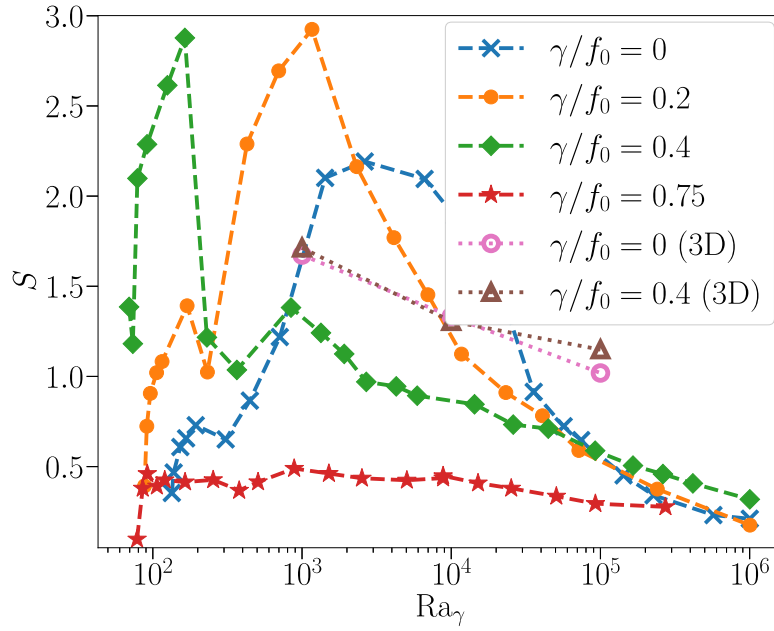 3.0
2.5
2.0
1.5
1.0
0.5
S
10²
10³
10⁴
10⁵
10⁶
Raγ
γ/f₀ = 0
γ/f₀ = 0.2
γ/f₀ = 0.4
γ/f₀ = 0.75
γ/f₀ = 0 (3D)
γ/f₀ = 0.4 (3D)